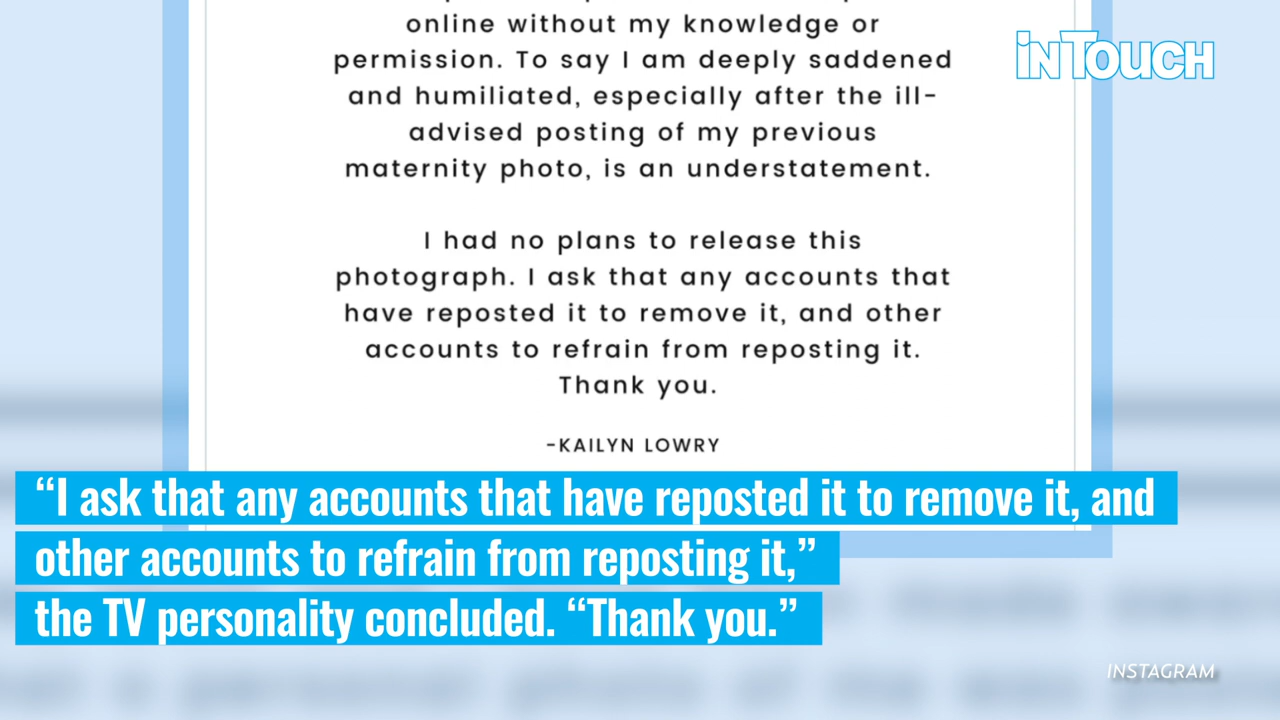 online without my knowledge or
permission. To say I am deeply saddened
and humiliated, especially after the ill-
advised posting of my previous
maternity photo, is an understatement.
I had no plans to release this
photograph. I ask that any accounts that
have reposted it to remove it, and other
accounts to refrain from reposting it.
Thank you.
-KAILYN LOWRY
INTOUCH
“I ask that any accounts that have reposted it to remove it, and
other accounts to refrain from reposting it,”
the TV personality concluded. “Thank you.”
INSTAGRAM